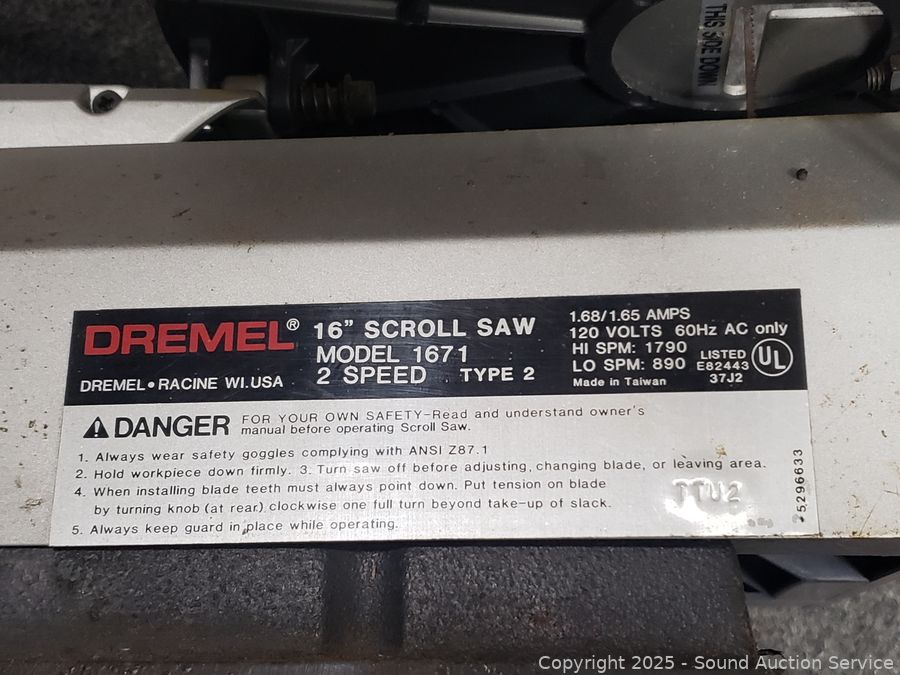 THIS SIDE DOWN
DREMEL® 16” SCROLL SAW
MODEL 1671
2 SPEED TYPE 2
DREMEL • RACINE WI. USA
1.68/1.65 AMPS
120 VOLTS 60Hz AC only
HI SPM: 1790
LO SPM: 890
Made in Taiwan
LISTED
E82443
37J2
UL
DANGER FOR YOUR OWN SAFETY-Read and understand owner's
manual before operating Scroll Saw.
1. Always wear safety goggles complying with ANSI Z87.1
2. Hold workpiece down firmly. 3. Turn saw off before adjusting, changing blade, or leaving area.
4. When installing blade teeth must always point down. Put tension on blade
by turning knob (at rear) clockwise one full turn beyond take-up of slack.
5. Always keep guard in place while operating.
Copyright 2025 - Sound Auction Service